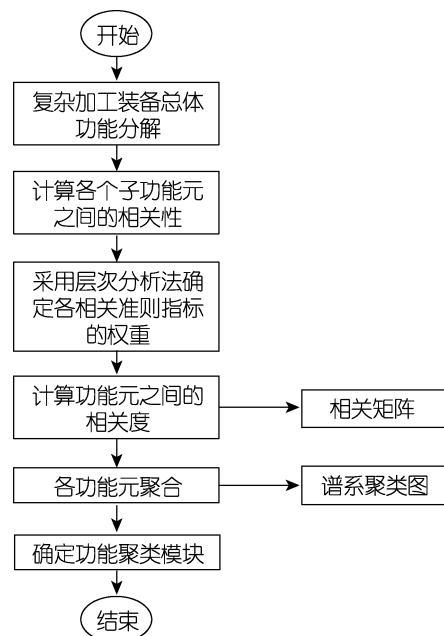 开始
复杂加工装备总体
功能分解
计算各个子功能元
之间的相关性
采用层次分析法确
定各相关准则指标
的权重
计算功能元之间的
相关度
相关矩阵
各功能元聚合
谱系聚类图
确定功能聚类模块
结束